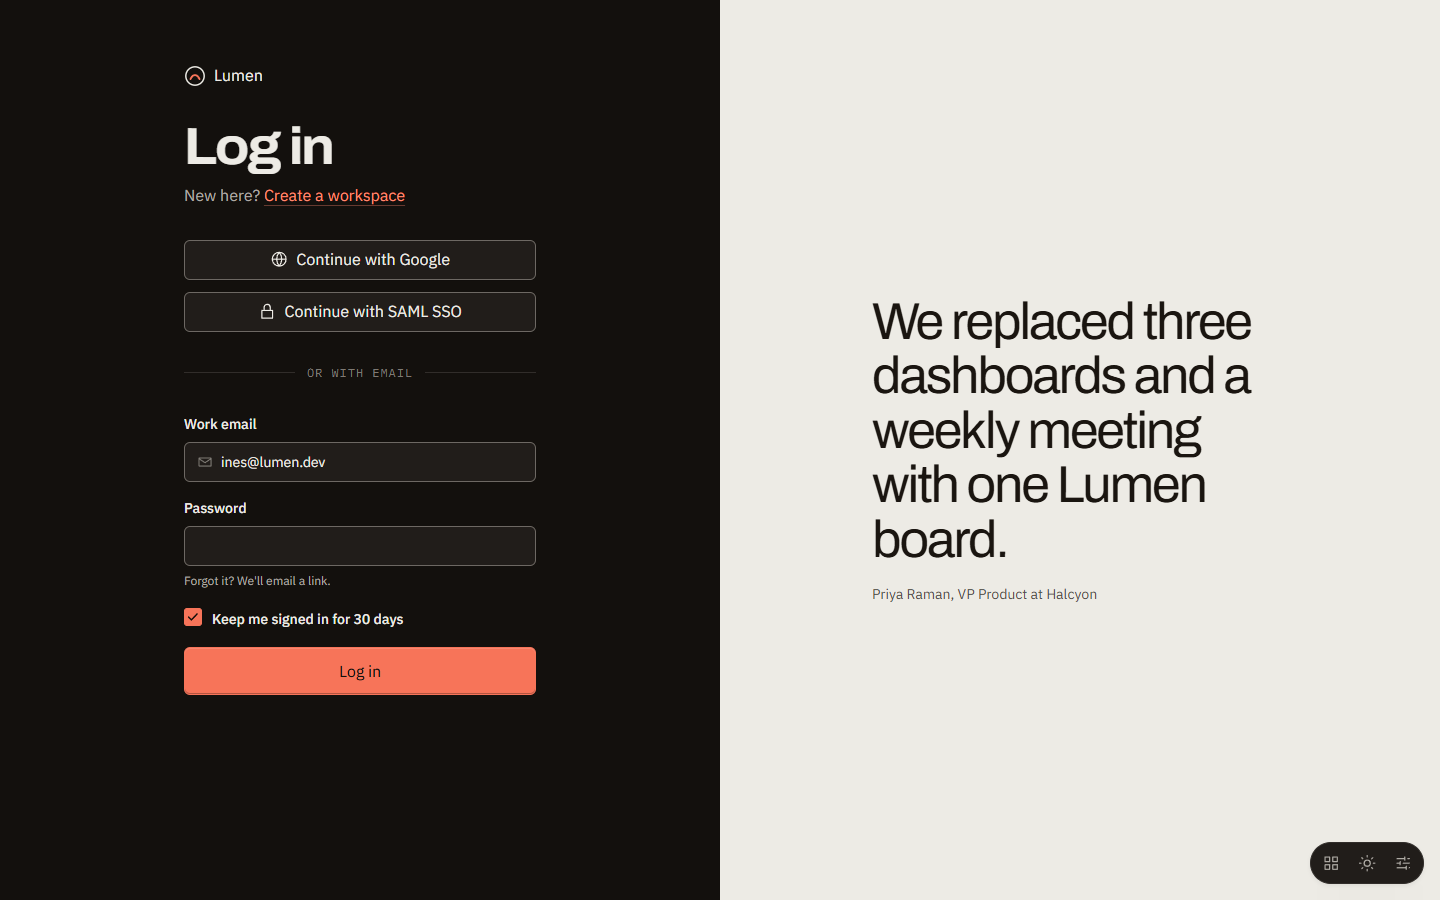 Lumen
Log in
New here? Create a workspace
Continue with Google
Continue with SAML SSO
OR WITH EMAIL
Work email
ines@lumen.dev
Password
Forgot it? We'll email a link.
Keep me signed in for 30 days
Log in
We replaced three
dashboards and a
weekly meeting
with one Lumen
board.
Priya Raman, VP Product at Halcyon